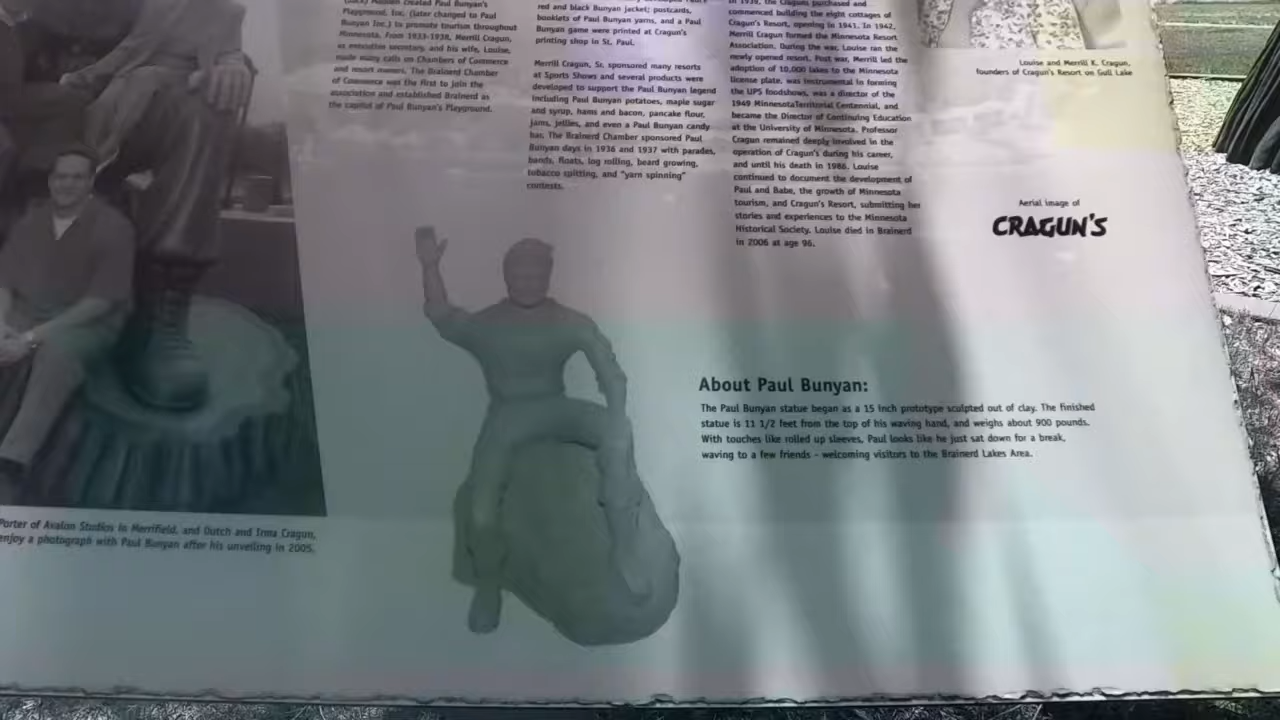 Playground, Inc. (later changed to Paul
Bunyan Inc.) to promote tourism throughout
Minnesota. From 1933-1938, Merrill Cragun,
as executive secretary, and his wife, Louise,
made many calls on Chambers of Commerce
and resort owners. The Brainerd Chamber
of Commerce was the first to join the
association and established Brainerd as
the capitol of Paul Bunyan's Playground.
red and black Bunyan jacket; postcards,
booklets of Paul Bunyan yarns, and a Paul
Bunyan game were printed at Cragun's
printing shop in St. Paul.
Merrill Cragun, Sr. sponsored many resorts
at Sports Shows and several products were
developed to support the Paul Bunyan legend
including Paul Bunyan potatoes, maple sugar
and syrup, hams and bacon, pancake flour,
jams, jellies, and even a Paul Bunyan candy
bar. The Brainerd Chamber sponsored Paul
Bunyan days in 1936 and 1937 with parades,
bands, floats, log rolling, beard growing,
tobacco spitting, and "yarn spinning"
contests.
In 1939, the Craguns purchased and
commenced building the eight cottages of
Cragun's Resort, opening in 1941. In 1942,
Merrill Cragun formed the Minnesota Resort
Association. During the war, Louise ran the
newly opened resort. Post war, Merrill led the
adoption of 10,000 lakes to the Minnesota
license plate, was instrumental in forming
the UPS foodshows, was a director of the
1949 MinnesotaTerritorial Centennial, and
became the Director of Continuing Education
at the University of Minnesota. Professor
Cragun remained deeply involved in the
operation of Cragun's during his career,
and until his death in 1986. Louise
continued to document the development of
Paul and Babe, the growth of Minnesota
tourism, and Cragun's Resort, submitting her
stories and experiences to the Minnesota
Historical Society. Louise died in Brainerd
in 2006 at age 96.
Louise and Merrill K. Cragun,
founders of Cragun's Resort on Gull Lake
Aerial image of
CRAGUN'S
About Paul Bunyan:
The Paul Bunyan statue began as a 15 inch prototype sculpted out of clay. The finished
statue is 11 1/2 feet from the top of his waving hand, and weighs about 900 pounds.
With touches like rolled up sleeves, Paul looks like he just sat down for a break,
waving to a few friends - welcoming visitors to the Brainerd Lakes Area.
Porter of Avalon Studios in Merrifield, and Dutch and Irma Cragun,
enjoy a photograph with Paul Bunyan after his unveiling in 2005.